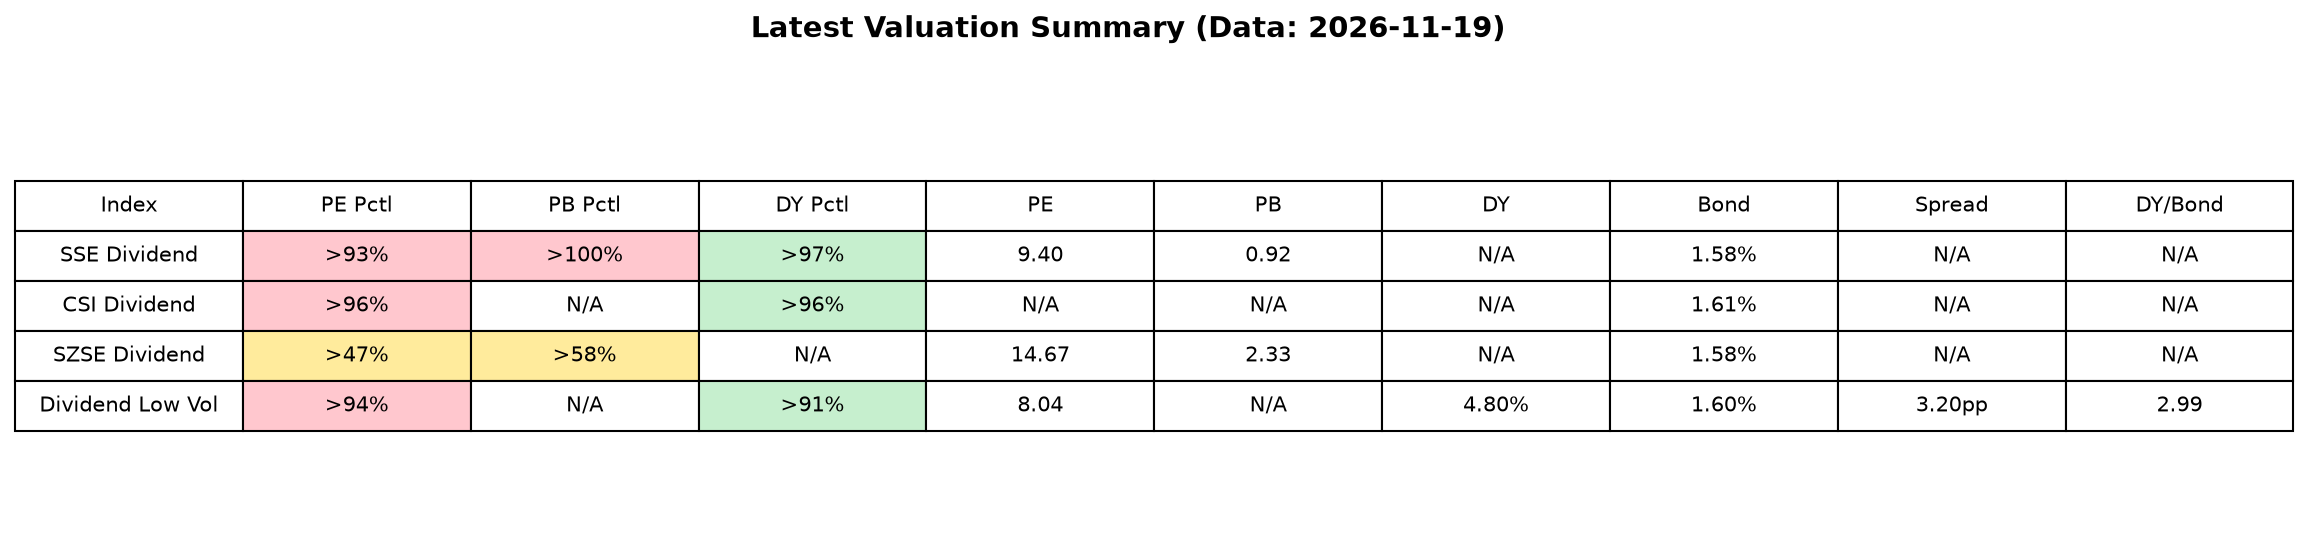 Latest Valuation Summary (Data: 2026-11-19)
Index PE Pctl PB Pctl DY Pctl PE PB DY Bond Spread DY/Bond
SSE Dividend >93% >100% >97% 9.40 0.92 N/A 1.58% N/A N/A
CSI Dividend >96% N/A >96% N/A N/A N/A 1.61% N/A N/A
SZSE Dividend >47% >58% N/A 14.67 2.33 N/A 1.58% N/A N/A
Dividend Low Vol >94% N/A >91% 8.04 N/A 4.80% 1.60% 3.20pp 2.99